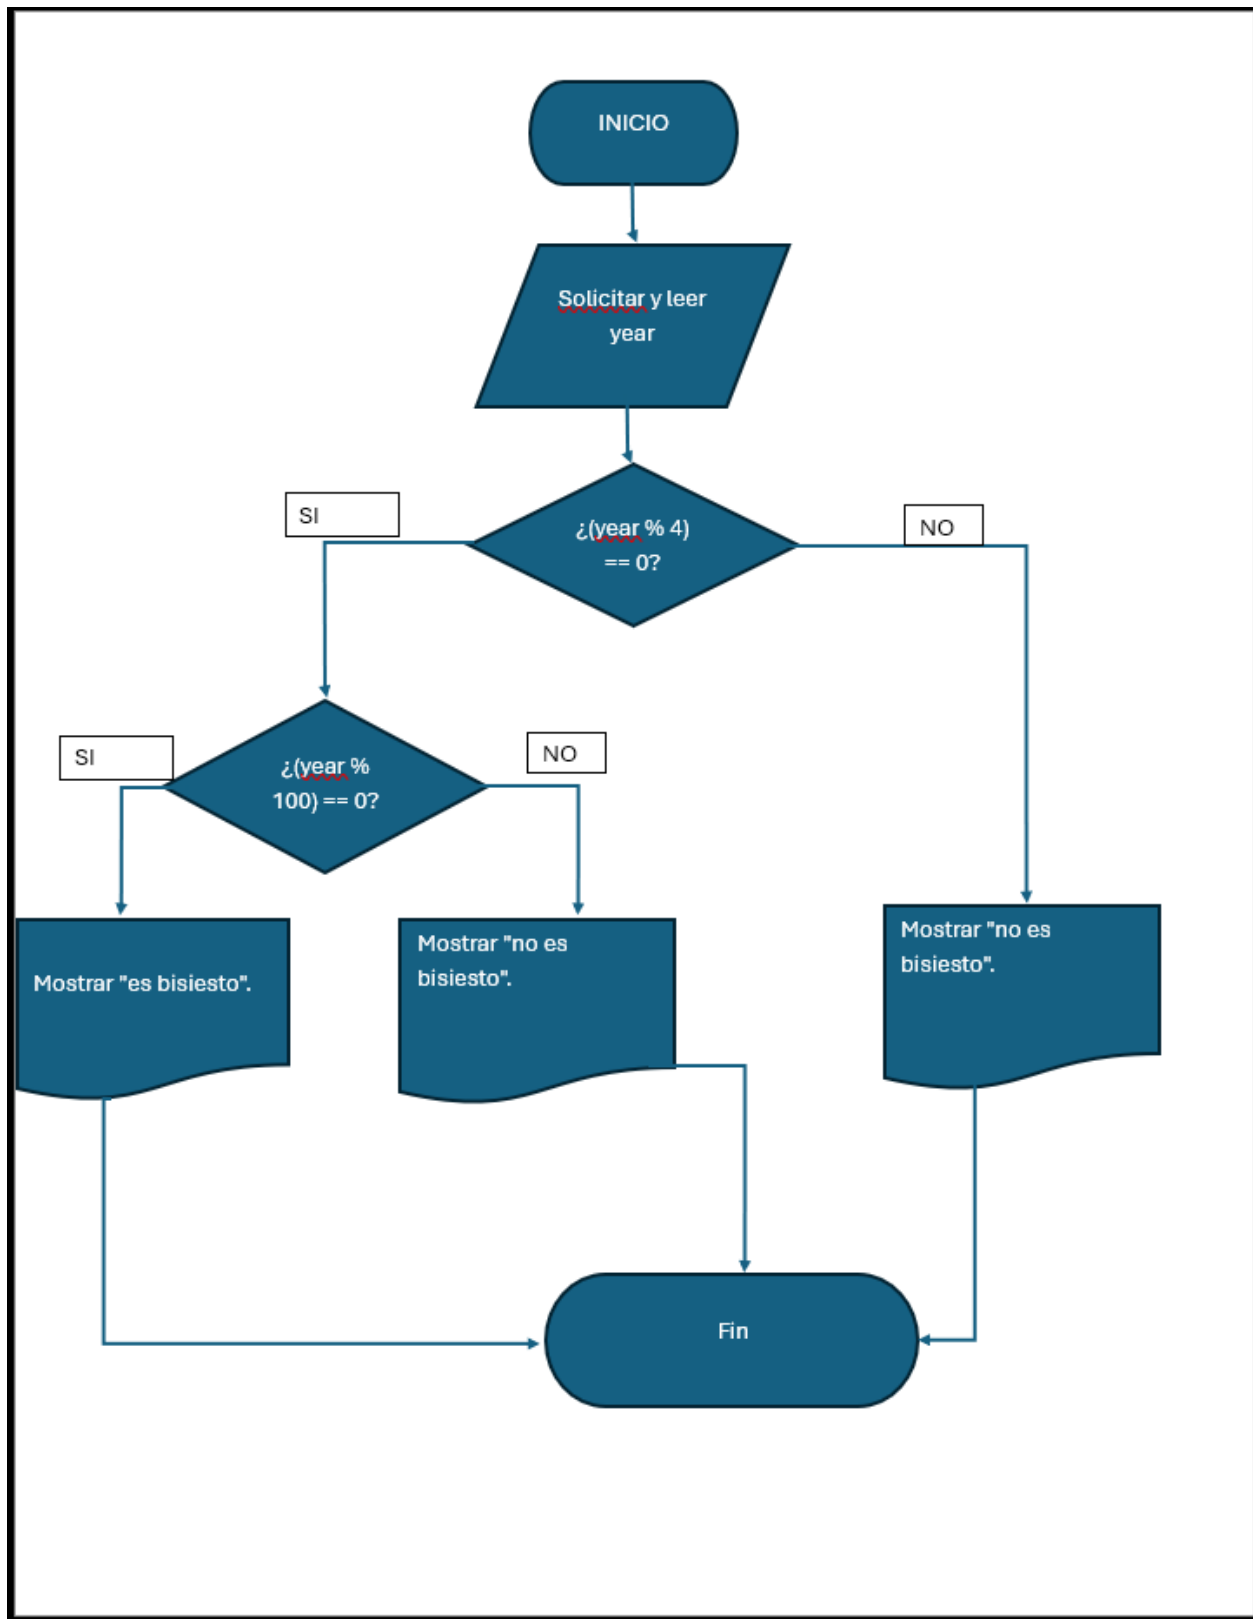 INICIO
Solicitar y leer
year
SI
¿(year % 4)
== 0?
NO
SI
¿(year %
100) == 0?
NO
Mostrar "es bisiesto".
Mostrar "no es
bisiesto".
Mostrar "no es
bisiesto".
Fin